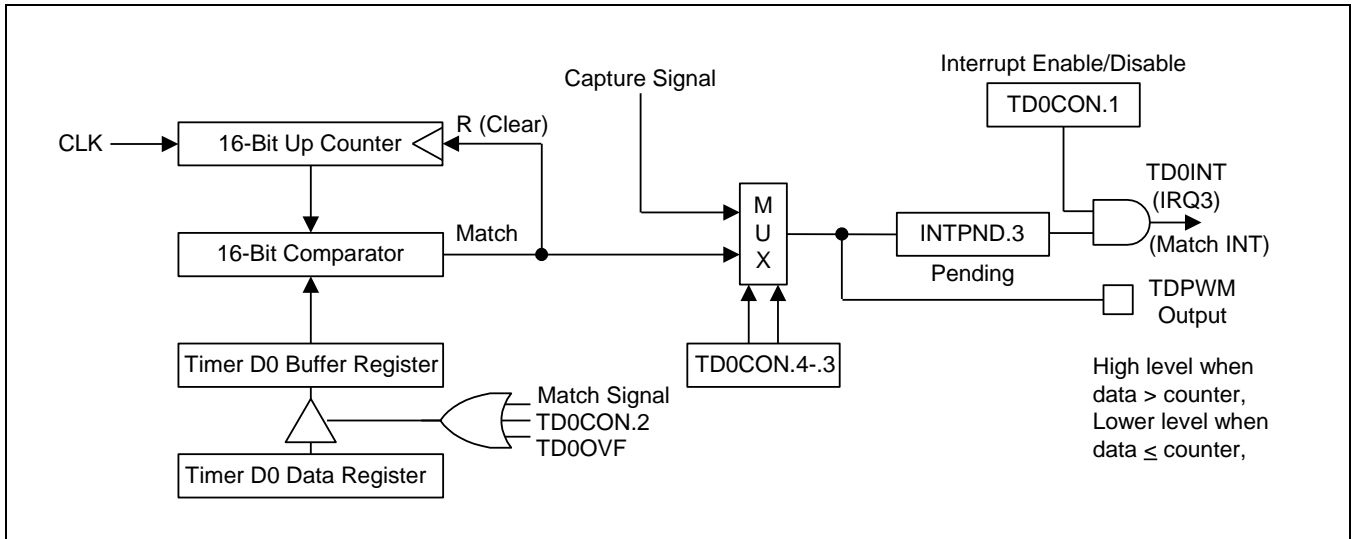 Interrupt Enable/Disable
Capture Signal
TD0CON.1
R (Clear)
CLK
16-Bit Up Counter
TD0INT
(IRQ3)
(Match INT)
M
U
X
INTPND.3
Pending
Match
16-Bit Comparator
TDPWM
Output
Timer D0 Buffer Register
TD0CON.4-.3
High level when
data > counter,
Lower level when
data ≤ counter,
Match Signal
TD0CON.2
TD0OVF
Timer D0 Data Register